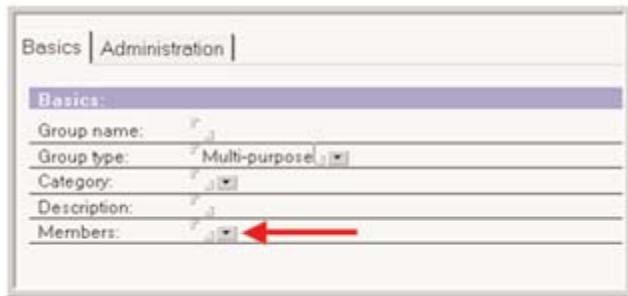 Basics | Administration |
Basics:
Group name:
Group type: Multi-purpose
Category:
Description:
Members: